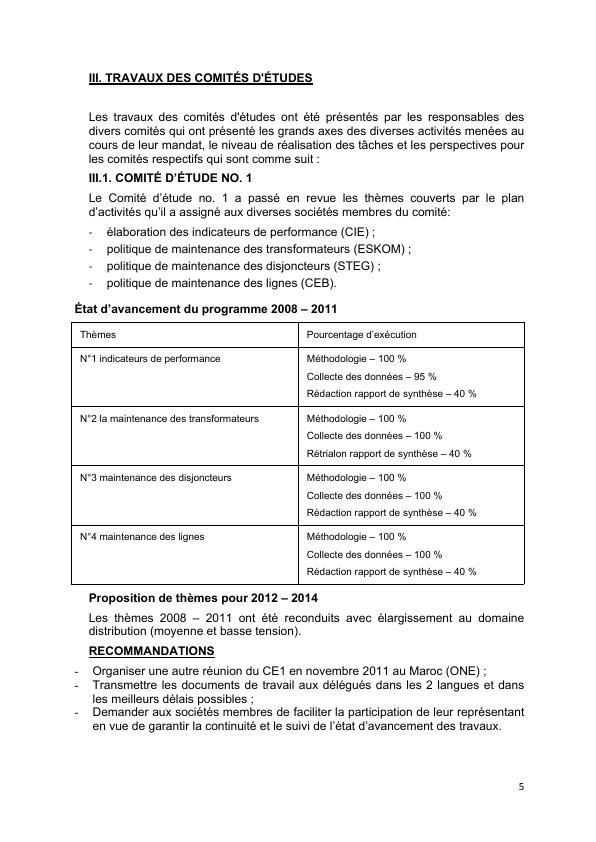 III. TRAVAUX DES COMITÉS D'ÉTUDES
Les travaux des comités d'études ont été présentés par les responsables des
divers comités qui ont présenté les grands axes des diverses activités menées au
cours de leur mandat, le niveau de réalisation des tâches et les perspectives pour
les comités respectifs qui sont comme suit :
III.1. COMITÉ D'ÉTUDE NO. 1
Le Comité d'étude no. 1 a passé en revue les thèmes couverts par le plan
d'activités qu'il a assigné aux diverses sociétés membres du comité:
- élaboration des indicateurs de performance (CIE) ;
- politique de maintenance des transformateurs (ESKOM) ;
- politique de maintenance des disjoncteurs (STEG) ;
- politique de maintenance des lignes (CEB).
État d'avancement du programme 2008 – 2011
Thèmes Pourcentage d'exécution
N°1 indicateurs de performance Méthodologie – 100 %
Collecte des données – 95 %
Rédaction rapport de synthèse – 40 %
N°2 la maintenance des transformateurs Méthodologie – 100 %
Collecte des données – 100 %
Rétrialon rapport de synthèse – 40 %
N°3 maintenance des disjoncteurs Méthodologie – 100 %
Collecte des données – 100 %
Rédaction rapport de synthèse – 40 %
N°4 maintenance des lignes Méthodologie – 100 %
Collecte des données – 100 %
Rédaction rapport de synthèse – 40 %
Proposition de thèmes pour 2012 – 2014
Les thèmes 2008 – 2011 ont été reconduits avec élargissement au domaine
distribution (moyenne et basse tension).
RECOMMANDATIONS
- Organiser une autre réunion du CE1 en novembre 2011 au Maroc (ONE) ;
- Transmettre les documents de travail aux délégués dans les 2 langues et dans
les meilleurs délais possibles ;
- Demander aux sociétés membres de faciliter la participation de leur représentant
en vue de garantir la continuité et le suivi de l'état d'avancement des travaux.
5